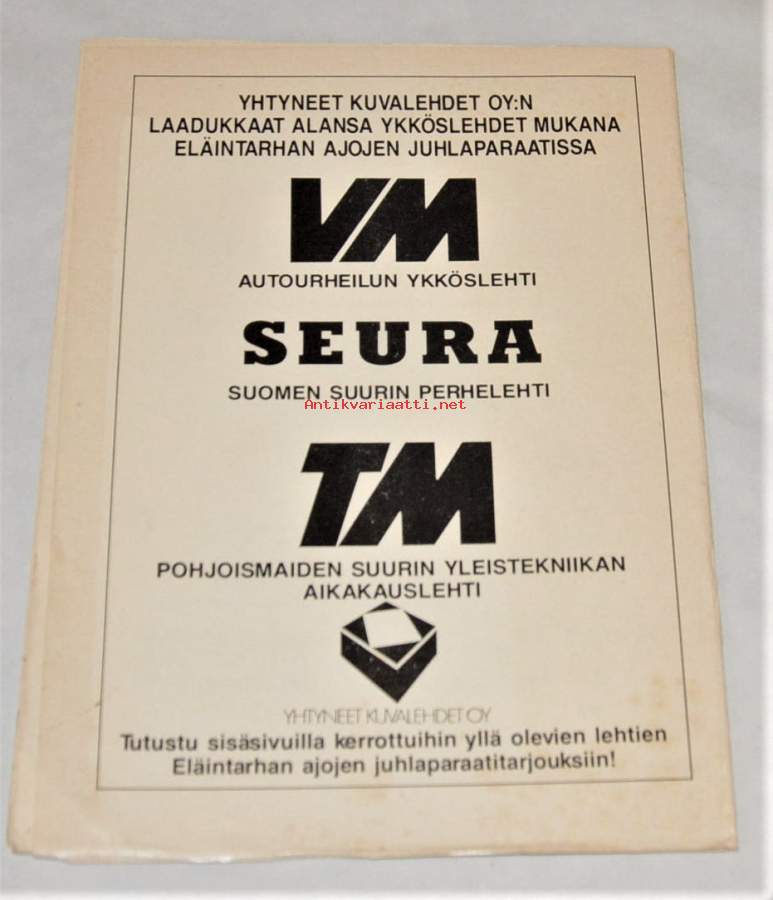 YHTYNEET KUVALEHDET OY:N
LAADUKKAAT ALANSA YKKÖSLEHDET MUKANA
ELÄINTARHAN AJOJEN JUHLAPARAATISSA
VM
AUTOURHEILUN YKKÖSLEHTI
SEURA
SUOMEN SUURIN PERHELEHTI
Antikvariaatti.net
TM
POHJOISMAIDEN SUURIN YLEISTEKNIIKAN
AIKAKAUSLEHTI
YHTYNEET KUVALEHDET OY
Tutustu sisäsivuilla kerrottuihin yllä olevien lehtien
Eläintarhan ajojen juhlaparaatitarjouksiin!